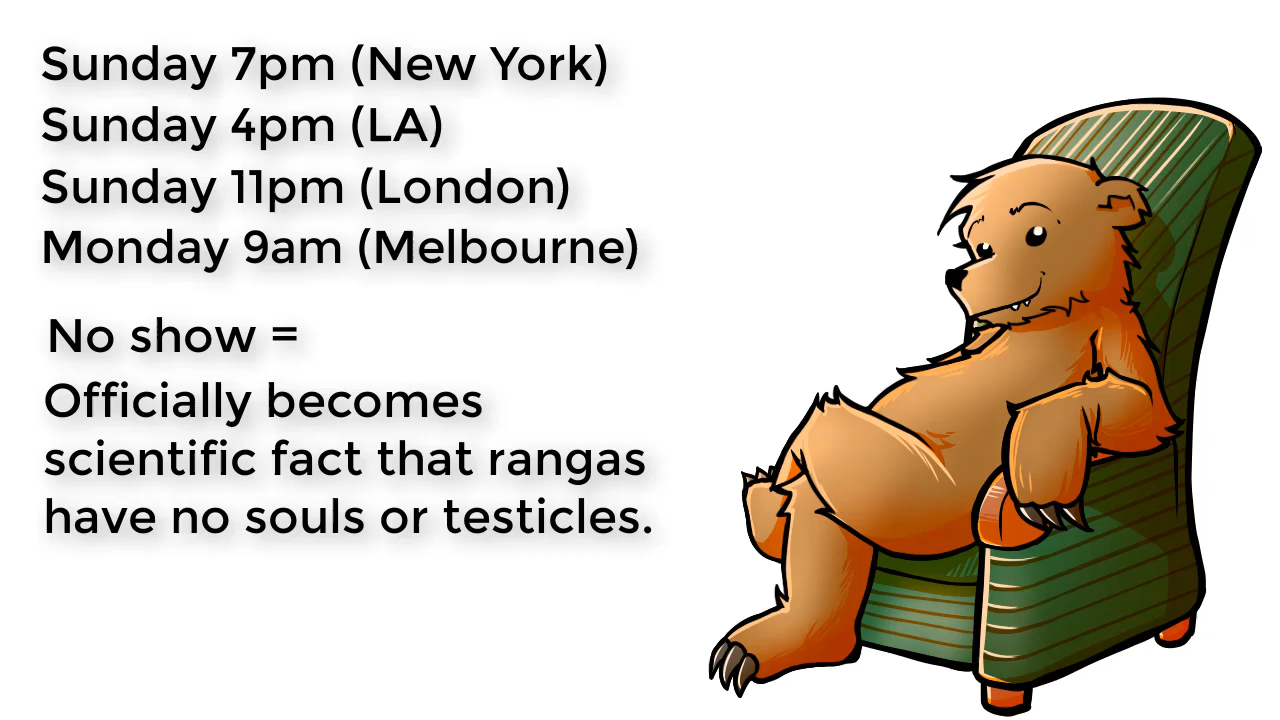 Sunday 7pm (New York)
Sunday 4pm (LA)
Sunday 11pm (London)
Monday 9am (Melbourne)
No show =
Officially becomes
scientific fact that rangas
have no souls or testicles.